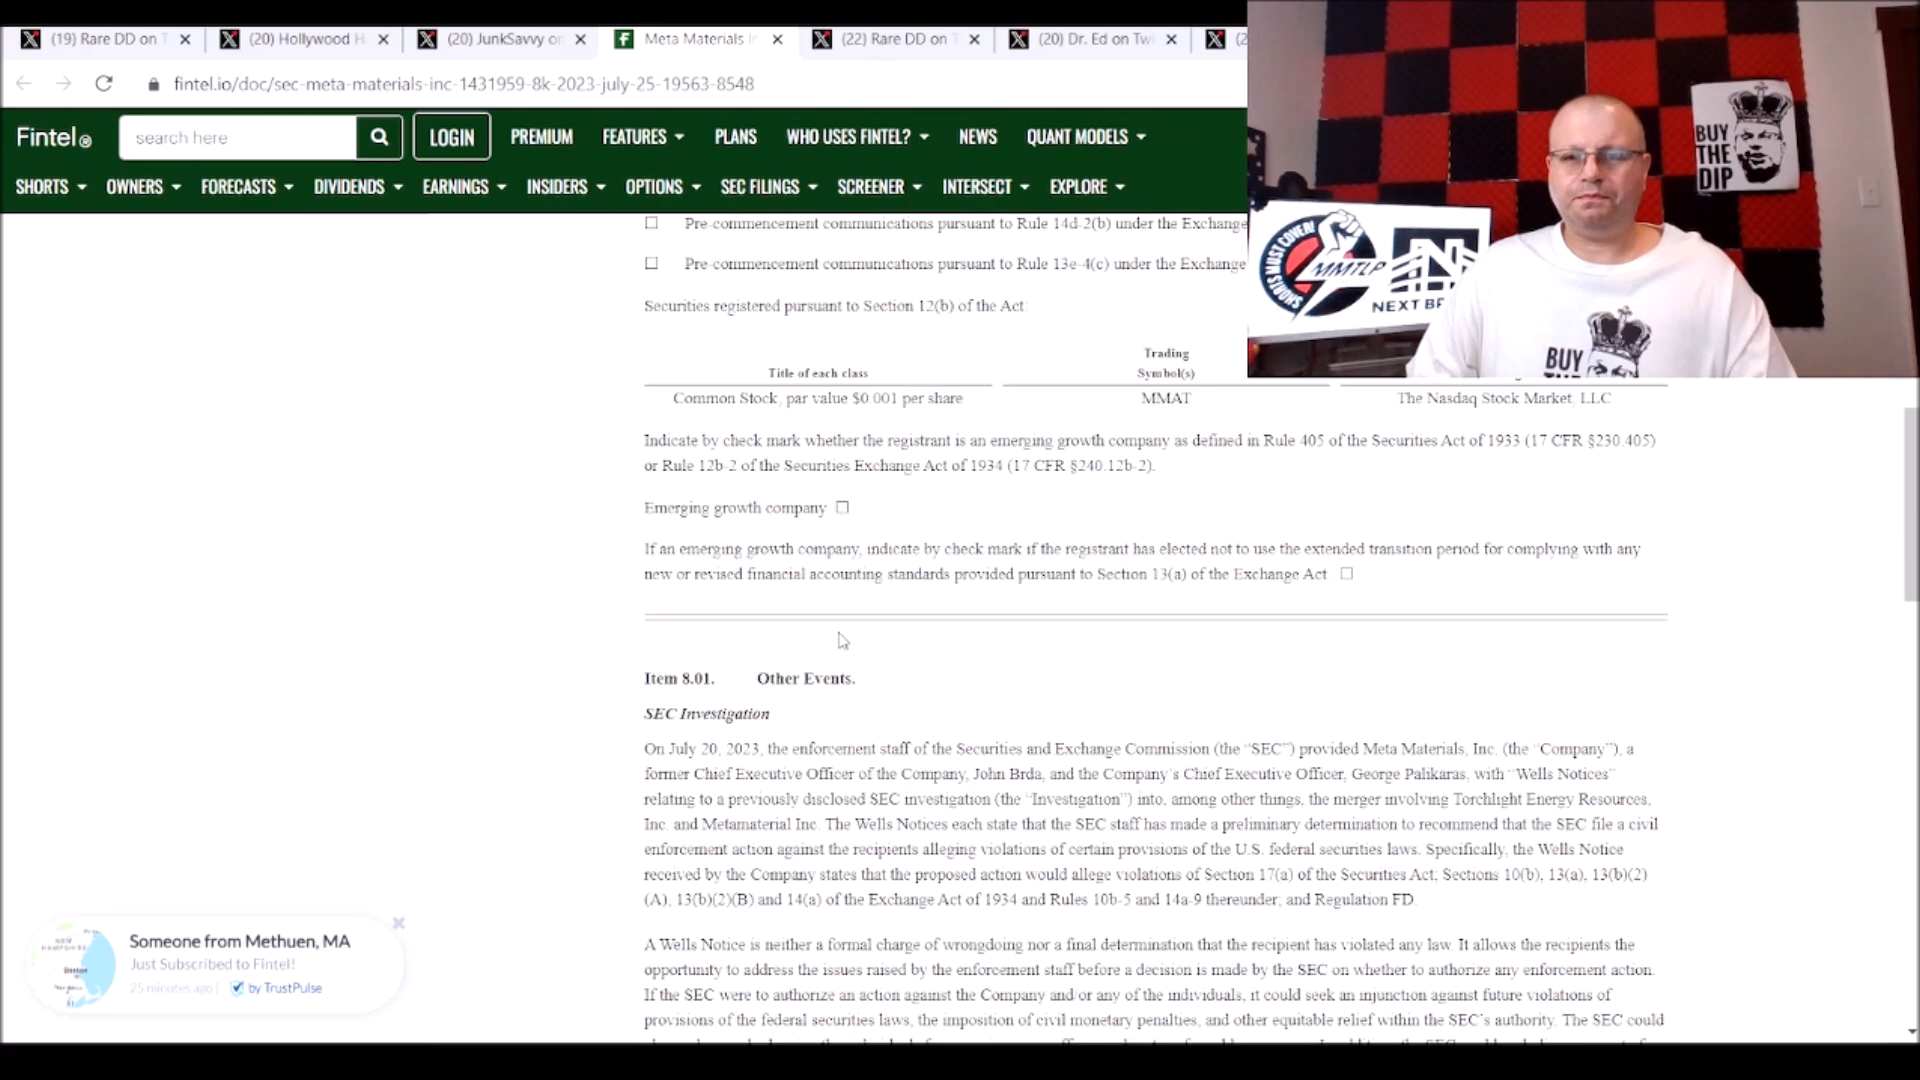 (19) Rare DD on T
(20) Hollywood H
(20) JunkSavvy on
Meta Materials I
(22) Rare DD on T
(20) Dr. Ed on Twi
fintel.io/doc/sec-meta-materials-inc-1431959-8k-2023-july-25-19563-8548
Fintel®
search here
LOGIN
PREMIUM
FEATURES
PLANS
WHO USES FINTEL?
NEWS
QUANT MODELS
SHORTS
OWNERS
FORECASTS
DIVIDENDS
EARNINGS
INSIDERS
OPTIONS
SEC FILINGS
SCREENER
INTERSECT
EXPLORE
☐ Pre-commencement communications pursuant to Rule 14d-2(b) under the Exchange
☐ Pre-commencement communications pursuant to Rule 13e-4(c) under the Exchange
Securities registered pursuant to Section 12(b) of the Act:
Title of each class
Trading
Symbol(s)
Common Stock, par value $0.001 per share
MMAT
The Nasdaq Stock Market, LLC
Indicate by check mark whether the registrant is an emerging growth company as defined in Rule 405 of the Securities Act of 1933 (17 CFR §230.405)
or Rule 12b-2 of the Securities Exchange Act of 1934 (17 CFR §240.12b-2).
Emerging growth company ☐
If an emerging growth company, indicate by check mark if the registrant has elected not to use the extended transition period for complying with any
new or revised financial accounting standards provided pursuant to Section 13(a) of the Exchange Act ☐
Item 8.01. Other Events.
SEC Investigation
On July 20, 2023, the enforcement staff of the Securities and Exchange Commission (the "SEC") provided Meta Materials, Inc. (the "Company"), a
former Chief Executive Officer of the Company, John Brda, and the Company's Chief Executive Officer, George Palikaras, with "Wells Notices"
relating to a previously disclosed SEC investigation (the "Investigation") into, among other things, the merger involving Torchlight Energy Resources,
Inc. and Metamaterial Inc. The Wells Notices each state that the SEC staff has made a preliminary determination to recommend that the SEC file a civil
enforcement action against the recipients alleging violations of certain provisions of the U.S. federal securities laws. Specifically, the Wells Notice
received by the Company states that the proposed action would allege violations of Section 17(a) of the Securities Act; Sections 10(b), 13(a), 13(b)(2)
(A), 13(b)(2)(B) and 14(a) of the Exchange Act of 1934 and Rules 10b-5 and 14a-9 thereunder; and Regulation FD.
A Wells Notice is neither a formal charge of wrongdoing nor a final determination that the recipient has violated any law. It allows the recipients the
opportunity to address the issues raised by the enforcement staff before a decision is made by the SEC on whether to authorize any enforcement action.
If the SEC were to authorize an action against the Company and/or any of the individuals, it could seek an injunction against future violations of
provisions of the federal securities laws, the imposition of civil monetary penalties, and other equitable relief within the SEC's authority. The SEC could
Someone from Methuen, MA
Just Subscribed to Fintel!
25 minutes ago | by TrustPulse
BUY
THE
DIP
SHORTS MUST COVER!
MMTLP
NEXT BR
BUY